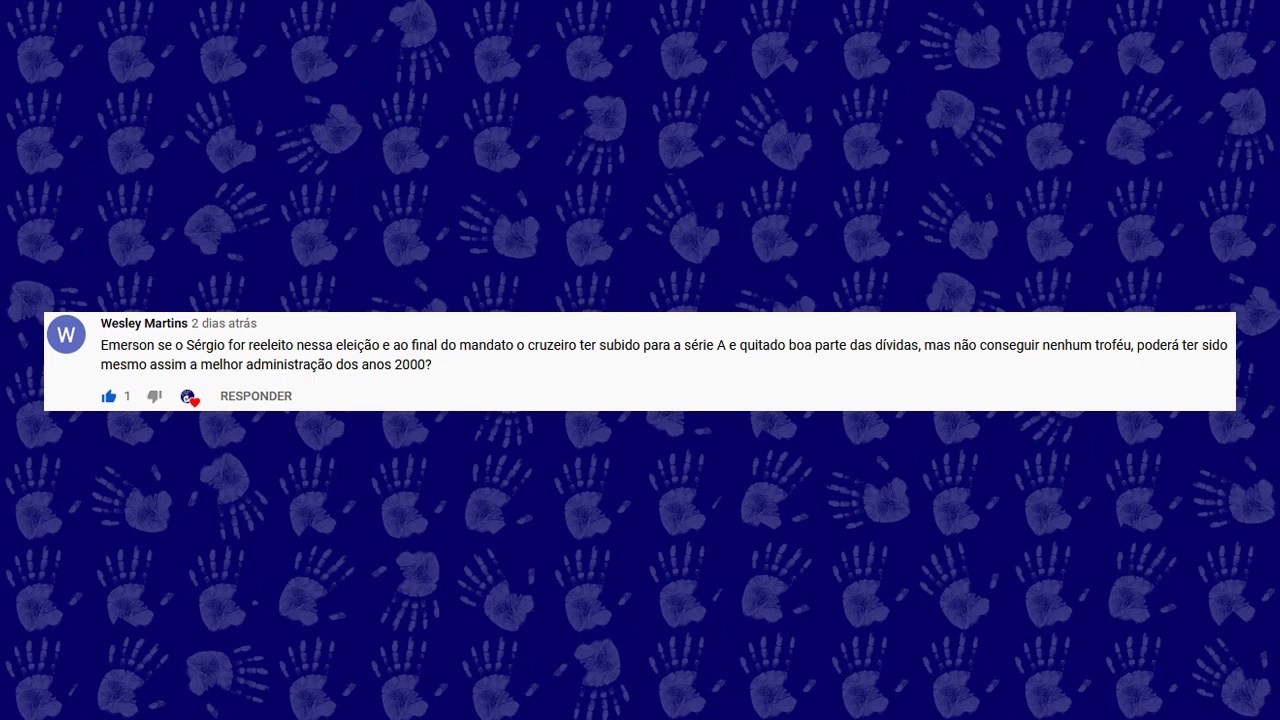 W
Wesley Martins 2 dias atrás
Emerson se o Sérgio for reeleito nessa eleição e ao final do mandato o cruzeiro ter subido para a série A e quitado boa parte das dívidas, mas não conseguir nenhum troféu, poderá ter sido
mesmo assim a melhor administração dos anos 2000?
1 RESPONDER